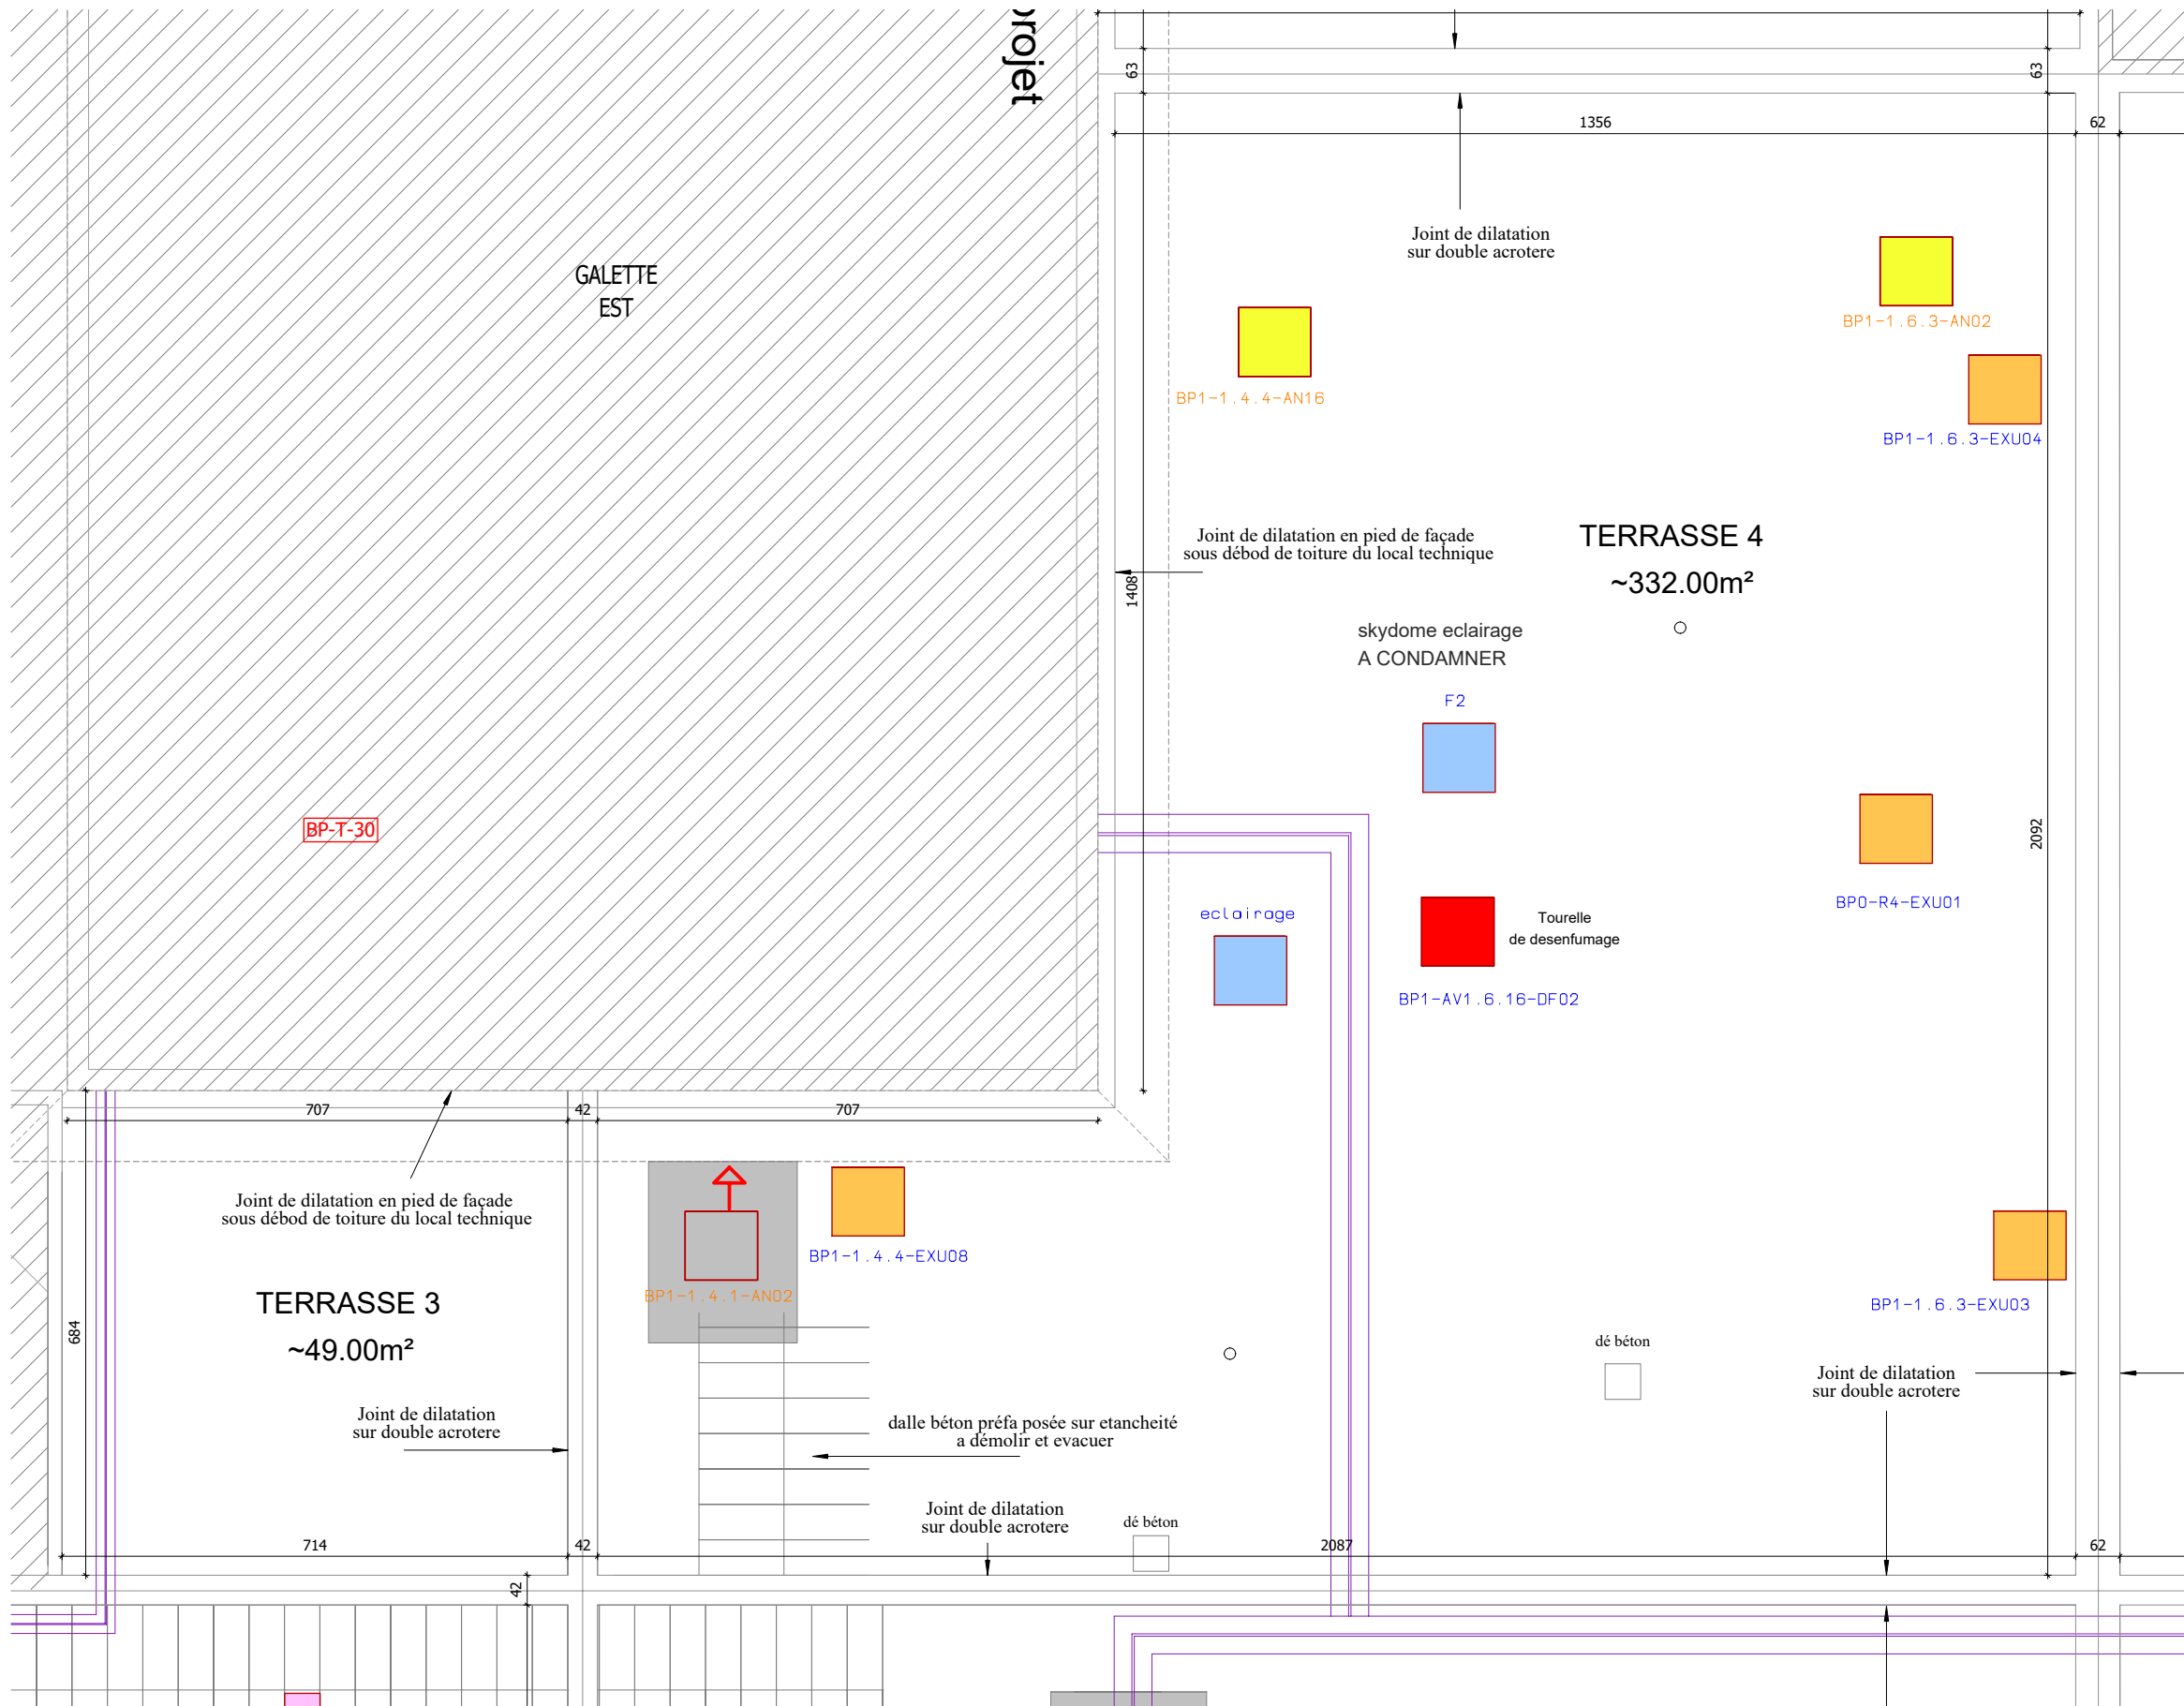 projet
63
63
1356
62
Joint de dilatation
sur double acrotere
GALETTE
EST
BP1-1.6.3-AN02
BP1-1.4.4-AN16
BP1-1.6.3-EXU04
Joint de dilatation en pied de façade
sous débod de toiture du local technique
TERRASSE 4
~332.00m²
1408
skydome eclairage
A CONDAMNER
F2
BP-T-30
2092
BP0-R4-EXU01
eclairage
Tourelle
de desenfumage
BP1-AV1.6.16-DF02
707
42
707
Joint de dilatation en pied de façade
sous débod de toiture du local technique
BP1-1.4.4-EXU08
BP1-1.4.1-AN02
TERRASSE 3
~49.00m²
684
BP1-1.6.3-EXU03
dé béton
Joint de dilatation
sur double acrotere
Joint de dilatation
sur double acrotere
dalle béton préfa posée sur etancheité
a démolir et evacuer
Joint de dilatation
sur double acrotere
dé béton
714
42
2087
62
42